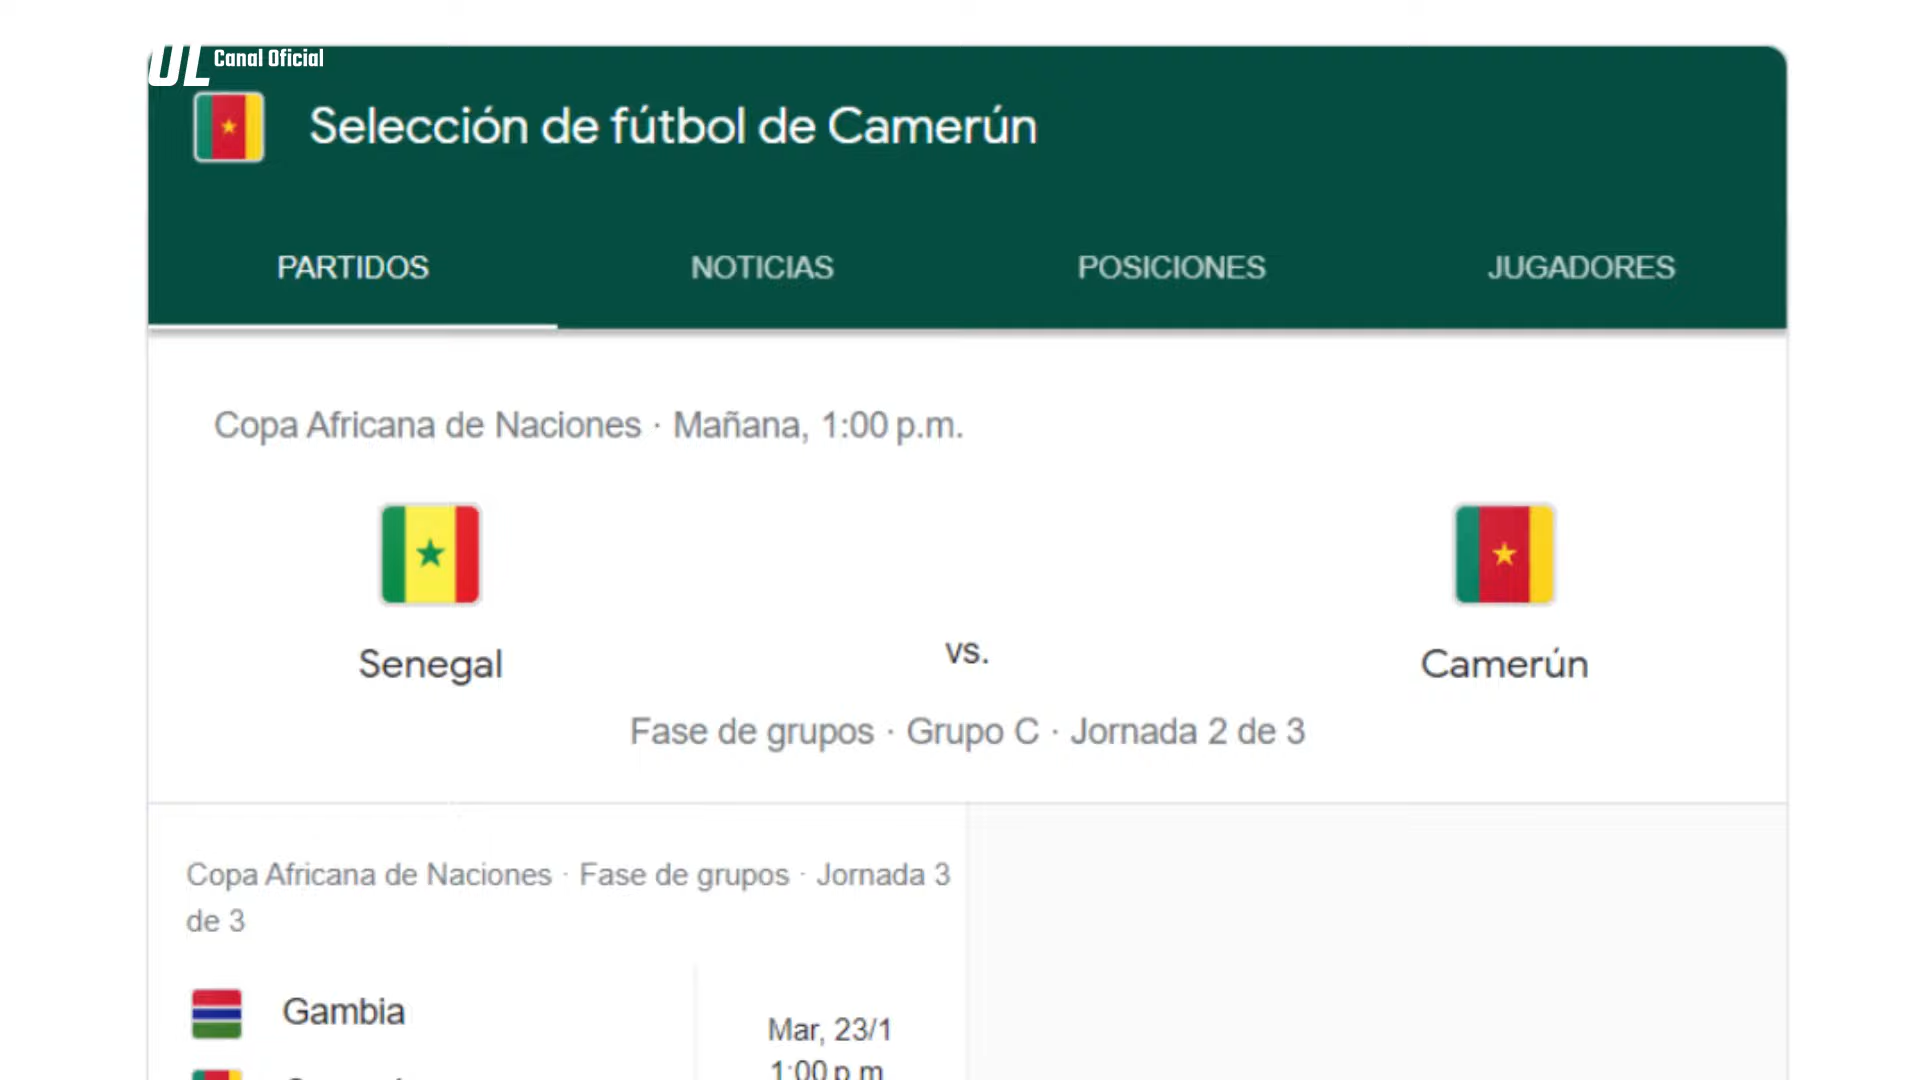 UL Canal Oficial
Selección de fútbol de Camerún
PARTIDOS NOTICIAS POSICIONES JUGADORES
Copa Africana de Naciones · Mañana, 1:00 p.m.
Senegal vs. Camerún
Fase de grupos · Grupo C · Jornada 2 de 3
Copa Africana de Naciones · Fase de grupos · Jornada 3
de 3
Gambia
Mar, 23/1
1:00 p.m.